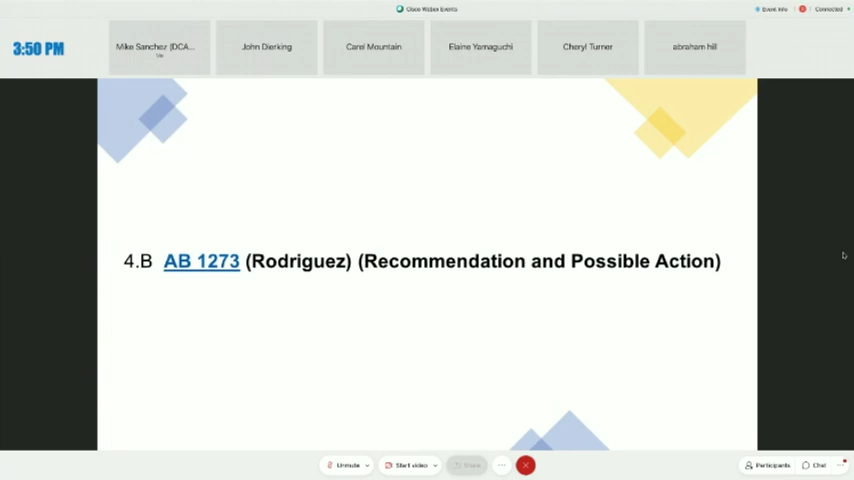 Cisco Webex Events
Event Info
Connected
3:50 PM
Mike Sanchez (DCA...
Me
John Dierking
Carol Mountain
Elaine Yamaguchi
Cheryl Turner
abraham hill
4.B AB 1273 (Rodriguez) (Recommendation and Possible Action)
Unmute
Start video
Share
Participants
Chat